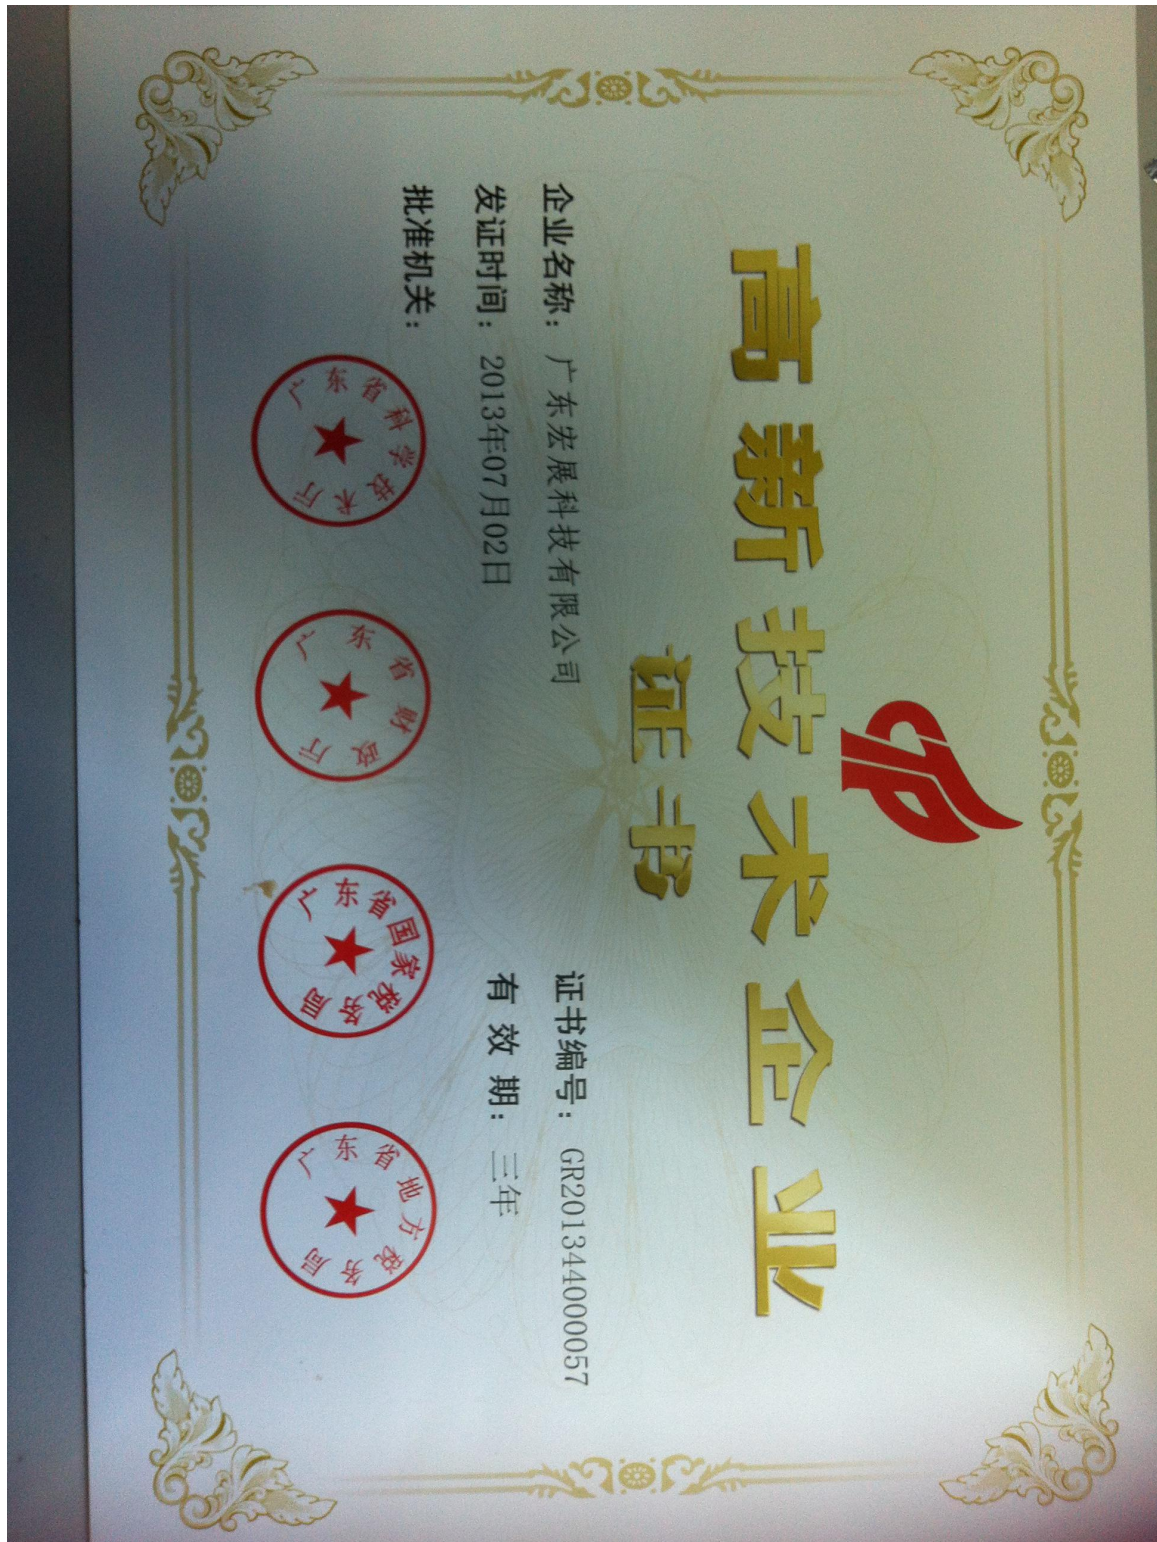 高新技术企业
证书
企业名称：广东宏展科技有限公司
证书编号：GR201344000057
发证时间：2013年07月02日
有效期：三年
批准机关：
广东省科学技术厅
广东省财政厅
广东省国家税务局
广东省地方税务局